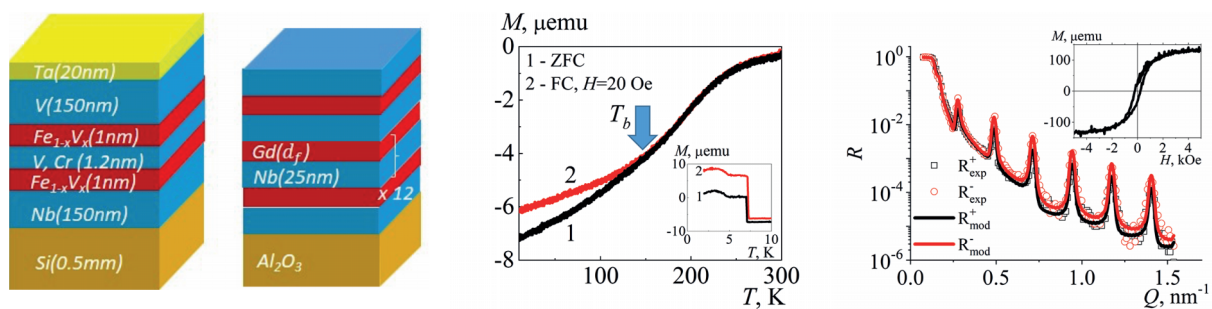 Ta(20nm)
V(150nm)
Fe1-xVx(1nm)
V, Cr (1.2nm)
Fe1-xVx(1nm)
Nb(150nm)
Si(0.5mm)
Gd(df)
Nb(25nm)
x 12
Al2O3
M, μemu
0
-2
-4
-6
-8
1 - ZFC
2 - FC, H=20 Oe
Tb
2
1
100
200
300
T, K
M, μemu
10
0
-10
2
1
0
5
10
T, K
R
10^0
10^-2
10^-4
10^-6
0.0
0.5
1.0
1.5
Q, nm^-1
R+exp
R-exp
R+mod
R-mod
M, μemu
100
0
-100
-4
0
4
H, kOe